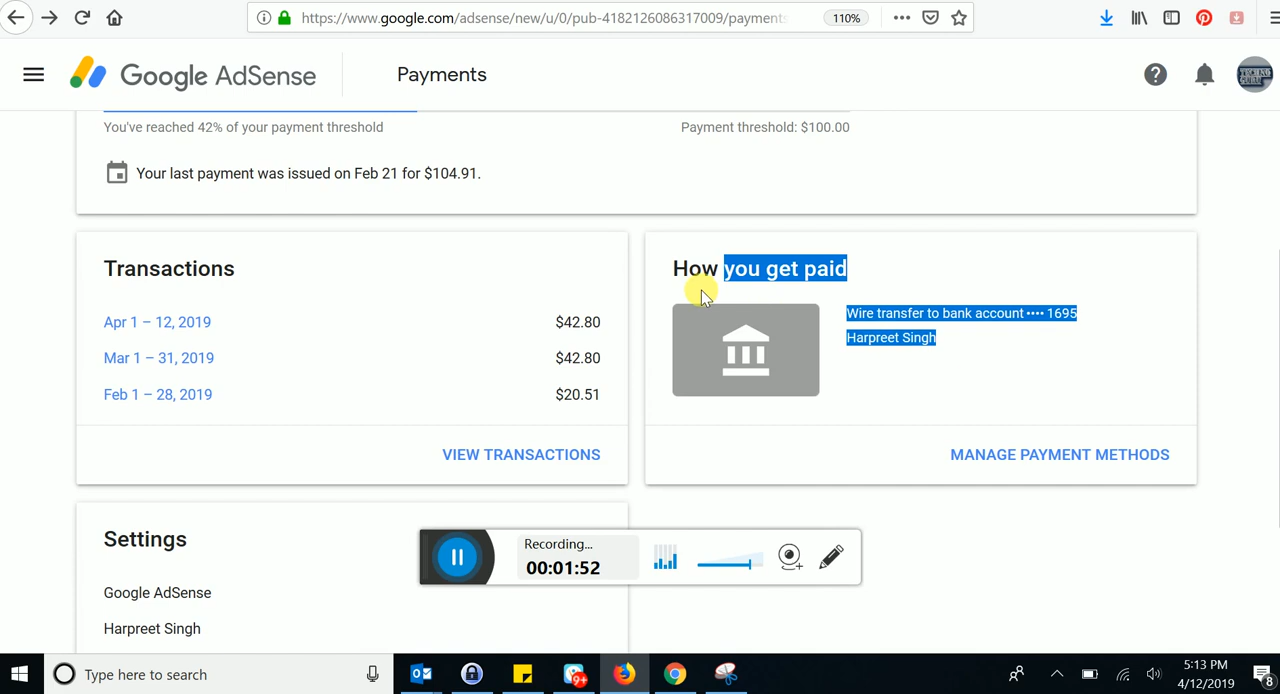 https://www.google.com/adsense/new/u/0/pub-4182126086317009/payments
110%
Google AdSense
Payments
You've reached 42% of your payment threshold
Payment threshold: $100.00
Your last payment was issued on Feb 21 for $104.91.
Transactions
Apr 1 – 12, 2019 $42.80
Mar 1 – 31, 2019 $42.80
Feb 1 – 28, 2019 $20.51
VIEW TRANSACTIONS
How you get paid
Wire transfer to bank account •••• 1695
Harpreet Singh
MANAGE PAYMENT METHODS
Settings
Google AdSense
Harpreet Singh
Recording...
00:01:52
Type here to search
9+
5:13 PM
4/12/2019
8